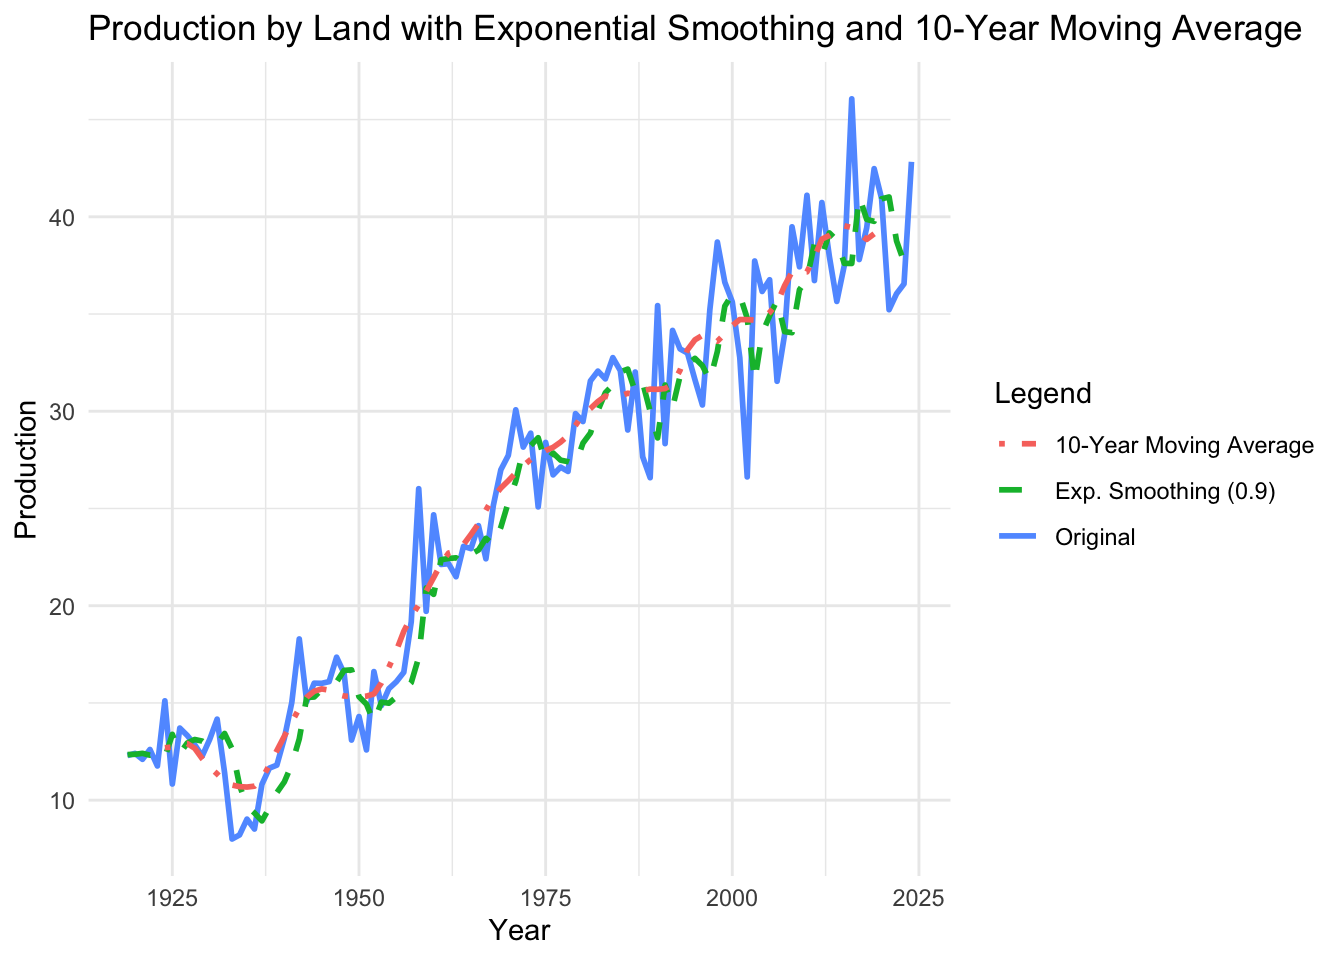 Production by Land with Exponential Smoothing and 10-Year Moving Average
40
30
20
10
Production
1925
1950
1975
2000
2025
Year
Legend
10-Year Moving Average
Exp. Smoothing (0.9)
Original